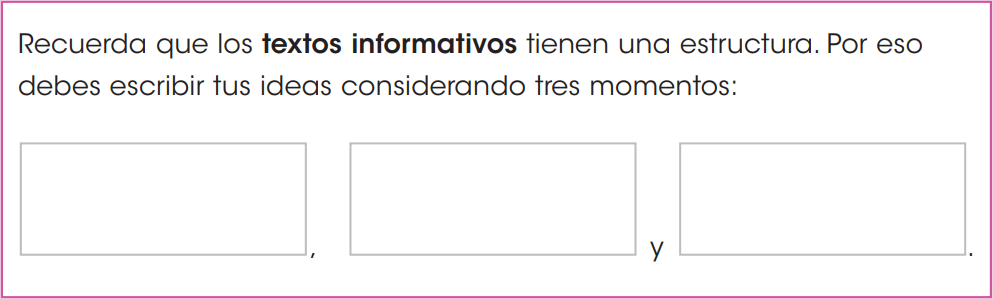 Recuerda que los textos informativos tienen una estructura. Por eso
debes escribir tus ideas considerando tres momentos:
, y .